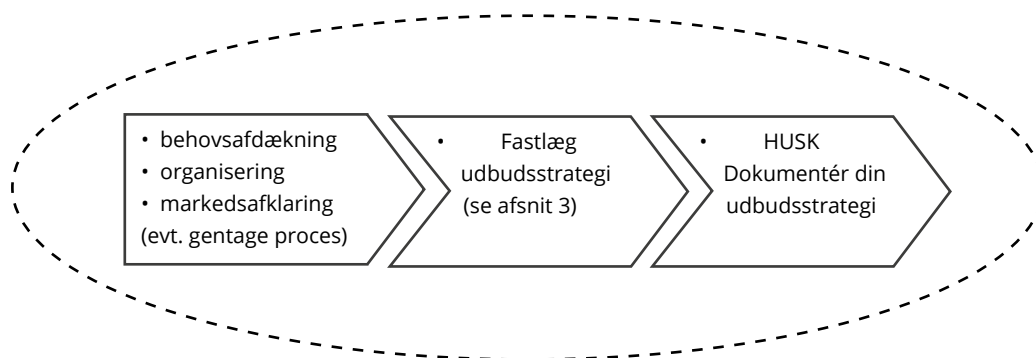 • behovsafdækning
• organisering
• markedsafklaring
(evt. gentage proces)
• Fastlæg
udbudsstrategi
(se afsnit 3)
• HUSK
Dokumentér din
udbudsstrategi